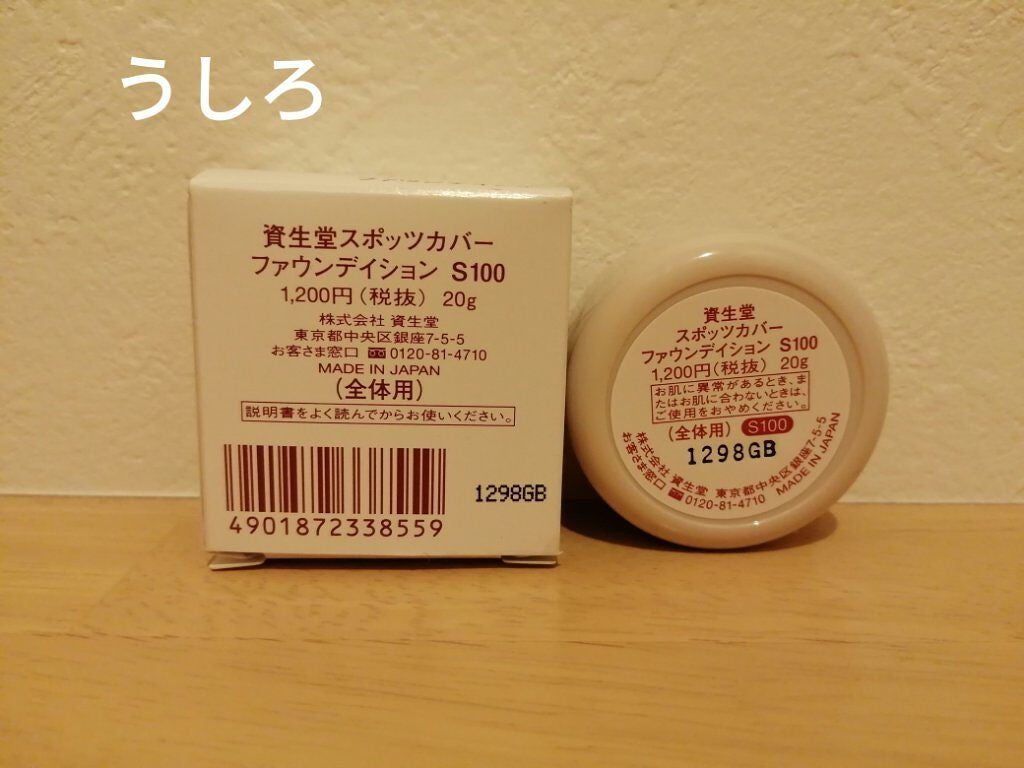 うしろ
資生堂スポッツカバー
ファウンデイション S100
1,200円(税抜) 20g
株式会社 資生堂
東京都中央区銀座7-5-5
お客さま窓口 0120-81-4710
MADE IN JAPAN
(全体用)
説明書をよく読んでからお使いください。
1298GB
4901872338559
資生堂
スポッツカバー
ファウンデイション S100
1,200円(税抜) 20g
お肌に異常があるとき、ま
たはお肌に合わないときは、
ご使用をおやめください。
(全体用) S100
1298GB
株式会社 資生堂 東京都中央区銀座7-5-5
お客さま窓口 0120-81-4710 MADE IN JAPAN